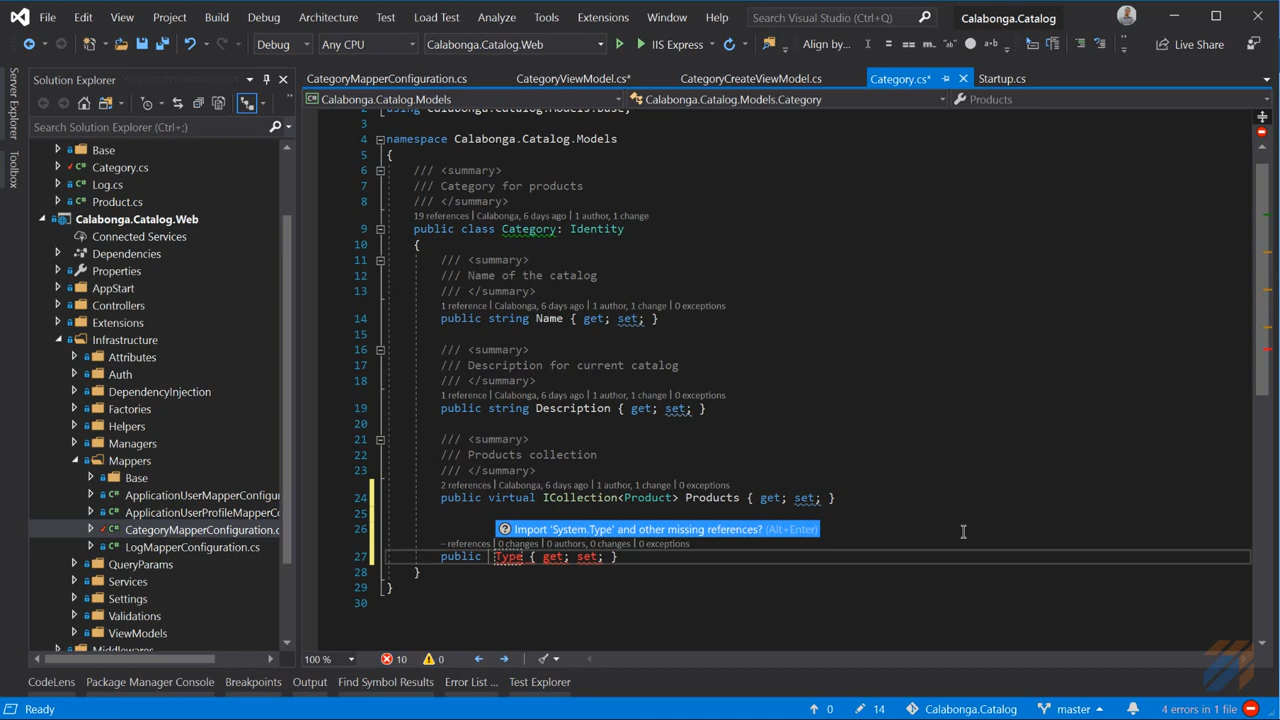 File Edit View Project Build Debug Architecture Test Load Test Analyze Tools Extensions Window Help Search Visual Studio (Ctrl+Q) Calabonga.Catalog
Debug Any CPU Calabonga.Catalog.Web IIS Express Align by... Live Share
Server Explorer
Toolbox
Solution Explorer
Search Solution Explorer (Ctrl+;)
Base
C# Category.cs
C# Log.cs
C# Product.cs
Calabonga.Catalog.Web
Connected Services
Dependencies
Properties
AppStart
Controllers
Extensions
Infrastructure
Attributes
Auth
DependencyInjection
Factories
Helpers
Managers
Mappers
Base
C# ApplicationUserMapperConfigu
C# ApplicationUserProfileMapperCo
C# CategoryMapperConfiguration.c
C# LogMapperConfiguration.cs
QueryParams
Services
Settings
Validations
ViewModels
Middlewares
CategoryMapperConfiguration.cs CategoryViewModel.cs* CategoryCreateViewModel.cs Category.cs* Startup.cs
Calabonga.Catalog.Models Calabonga.Catalog.Models.Category Products
2 using Calabonga.Catalog.Models.Base;
3
4 namespace Calabonga.Catalog.Models
5 {
6 /// <summary>
7 /// Category for products
8 /// </summary>
19 references | Calabonga, 6 days ago | 1 author, 1 change
9 public class Category: Identity
10 {
11 /// <summary>
12 /// Name of the catalog
13 /// </summary>
1 reference | Calabonga, 6 days ago | 1 author, 1 change | 0 exceptions
14 public string Name { get; set; }
15
16 /// <summary>
17 /// Description for current catalog
18 /// </summary>
1 reference | Calabonga, 6 days ago | 1 author, 1 change | 0 exceptions
19 public string Description { get; set; }
20
21 /// <summary>
22 /// Products collection
23 /// </summary>
2 references | Calabonga, 6 days ago | 1 author, 1 change | 0 exceptions
24 public virtual ICollection<Product> Products { get; set; }
25
26 Import 'System.Type' and other missing references? (Alt+Enter)
– references | 0 changes | 0 authors, 0 changes | 0 exceptions
27 public Type { get; set; }
28 }
29 }
30
100 % 10 0
CodeLens Package Manager Console Breakpoints Output Find Symbol Results Error List ... Test Explorer
Ready 0 14 Calabonga.Catalog master 4 errors in 1 file